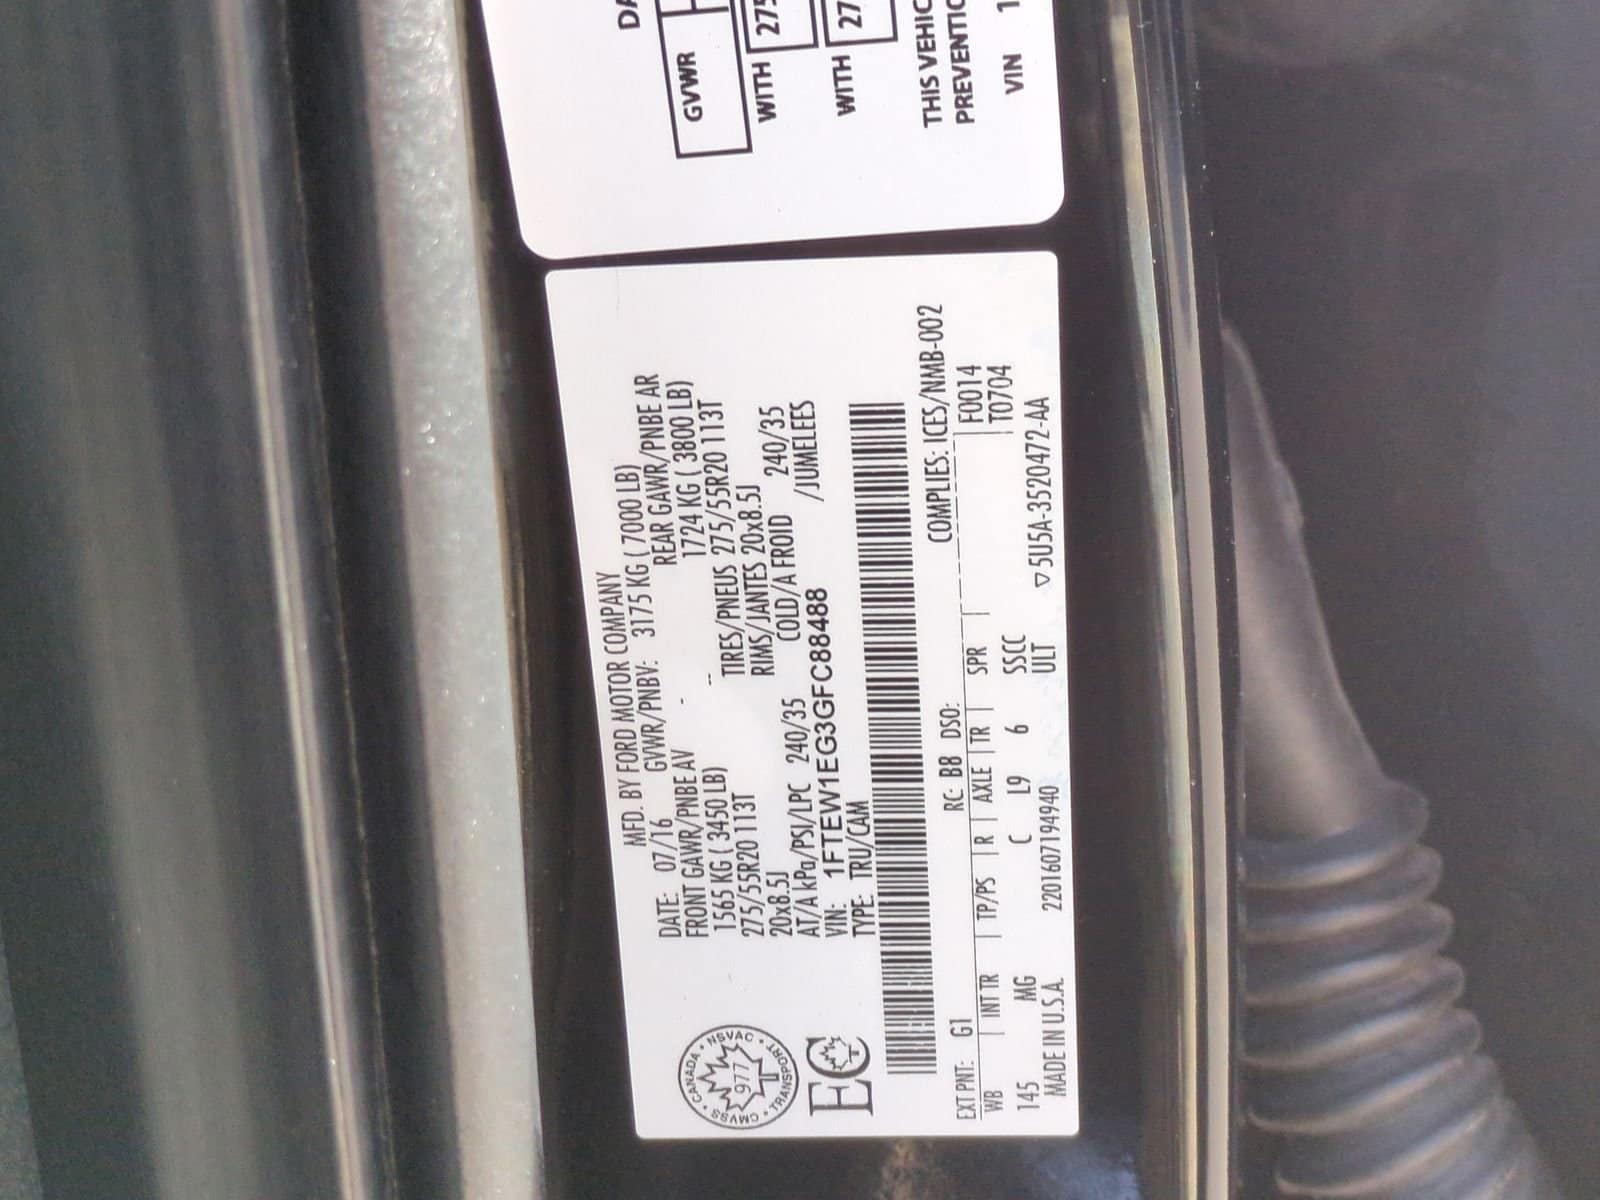 MFD. BY FORD MOTOR COMPANY
DATE: 07/16 GVWR/PNBV: 3175 KG ( 7000 LB)
FRONT GAWR/PNBE AV REAR GAWR/PNBE AR
1565 KG ( 3450 LB) 1724 KG ( 3800 LB)
275/55R20 113T TIRES/PNEUS 275/55R20 113T
20x8.5J RIMS/JANTES 20x8.5J
AT/A kPa/PSI/LPC 240/35 COLD/A FROID 240/35
VIN: 1FTEW1EG3GFC88488 /JUMELEES
TYPE: TRU/CAM
CANADA • NSVAC • TRANSPORT • CMVSS •
977
EC
COMPLIES: ICES/NMB-002
EXT PNT: G1 RC: B8 DSO: F0014
WB INT TR TP/PS R AXLE TR SPR T0704
145 MG C L9 6 SSCC
MADE IN U.S.A. 2201607194940 ULT ▽5U5A-3520472-AA
GVWR
WITH 275
WITH 27
THIS VEHIC
PREVENTIO
VIN 1